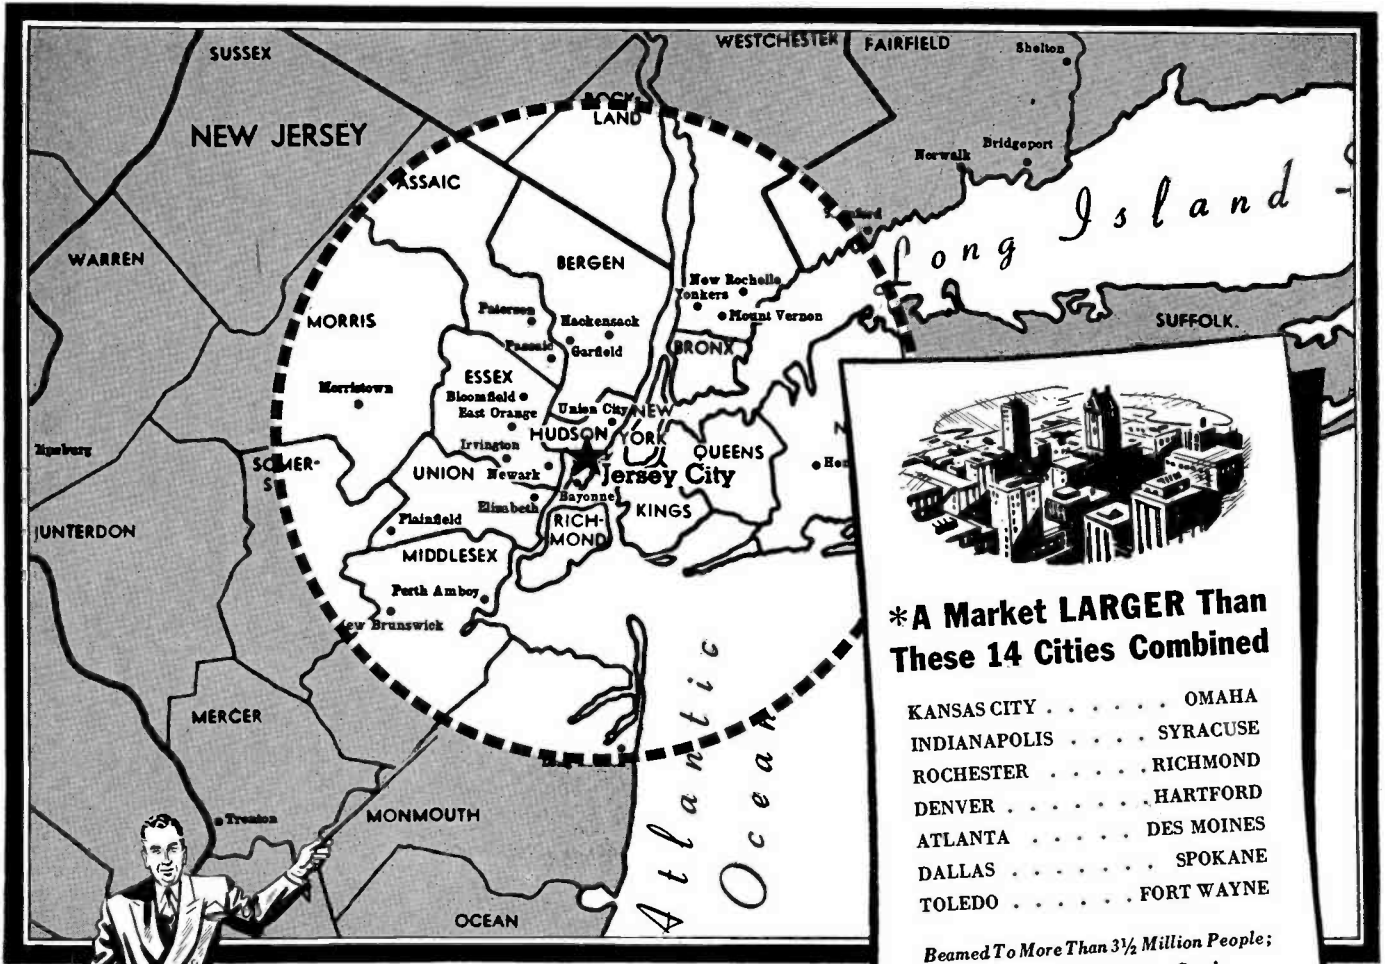 SUSSEX
WESTCHESTER
FAIRFIELD
Shelton
NEW JERSEY
LAND
Bridgeport
Norwalk
ASSAIC
Long Island
WARREN
BERGEN
New Rochelle
Yonkers
Mount Vernon
SUFFOLK.
MORRIS
Paterson
Hackensack
Passaic
Garfield
BRONX
ESSEX
Morristown
Bloomfield
East Orange
Union City
NEW
YORK
HUDSON
Irvington
QUEENS
SOMER-
S
UNION
Newark
Jersey City
Bayonne
Elizabeth
KINGS
RICH-
MOND
Plainfield
JUNTERDON
MIDDLESEX
Perth Amboy
ew Brunswick
Atlantic
Ocean
MERCER
Trenton
MONMOUTH
OCEAN
*A Market LARGER Than
These 14 Cities Combined
KANSAS CITY . . . . . . . OMAHA
INDIANAPOLIS . . . . SYRACUSE
ROCHESTER . . . . . RICHMOND
DENVER . . . . . . . HARTFORD
ATLANTA . . . . . DES MOINES
DALLAS . . . . . . . SPOKANE
TOLEDO . . . . . . FORT WAYNE
Beamed To More Than 3½ Million People;